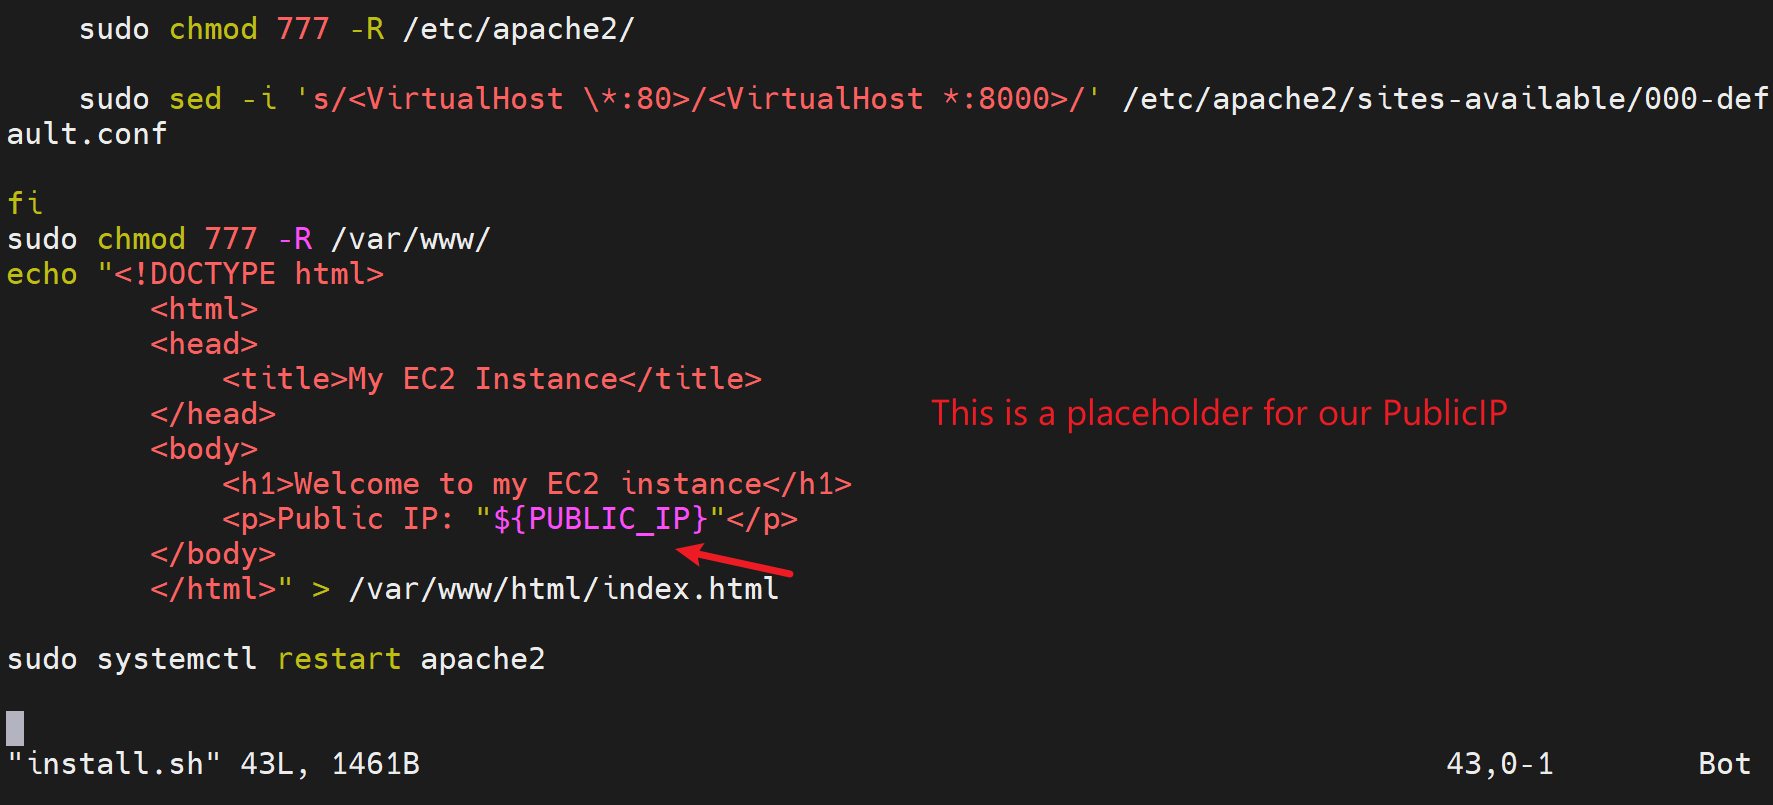 sudo chmod 777 -R /etc/apache2/
    sudo sed -i 's/<VirtualHost \*:80>/<VirtualHost *:8000>/' /etc/apache2/sites-available/000-def
ault.conf
fi
sudo chmod 777 -R /var/www/
echo "<!DOCTYPE html>
        <html>
        <head>
            <title>My EC2 Instance</title>
        </head>
This is a placeholder for our PublicIP
        <body>
            <h1>Welcome to my EC2 instance</h1>
            <p>Public IP: "${PUBLIC_IP}"</p>
        </body>
        </html>" > /var/www/html/index.html
sudo systemctl restart apache2
"install.sh" 43L, 1461B 43,0-1 Bot